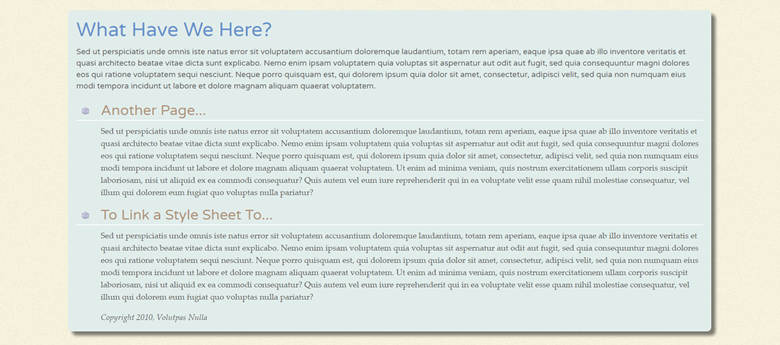 What Have We Here?
Sed ut perspiciatis unde omnis iste natus error sit voluptatem accusantium doloremque laudantium, totam rem aperiam, eaque ipsa quae ab illo inventore veritatis et
quasi architecto beatae vitae dicta sunt explicabo. Nemo enim ipsam voluptatem quia voluptas sit aspernatur aut odit aut fugit, sed quia consequuntur magni dolores
eos qui ratione voluptatem sequi nesciunt. Neque porro quisquam est, qui dolorem ipsum quia dolor sit amet, consectetur, adipisci velit, sed quia non numquam eius
modi tempora incidunt ut labore et dolore magnam aliquam quaerat voluptatem.
Another Page...
Sed ut perspiciatis unde omnis iste natus error sit voluptatem accusantium doloremque laudantium, totam rem aperiam, eaque ipsa quae ab illo inventore veritatis et
quasi architecto beatae vitae dicta sunt explicabo. Nemo enim ipsam voluptatem quia voluptas sit aspernatur aut odit aut fugit, sed quia consequuntur magni dolores
eos qui ratione voluptatem sequi nesciunt. Neque porro quisquam est, qui dolorem ipsum quia dolor sit amet, consectetur, adipisci velit, sed quia non numquam eius
modi tempora incidunt ut labore et dolore magnam aliquam quaerat voluptatem. Ut enim ad minima veniam, quis nostrum exercitationem ullam corporis suscipit
laboriosam, nisi ut aliquid ex ea commodi consequatur? Quis autem vel eum iure reprehenderit qui in ea voluptate velit esse quam nihil molestiae consequatur, vel
illum qui dolorem eum fugiat quo voluptas nulla pariatur?
To Link a Style Sheet To...
Sed ut perspiciatis unde omnis iste natus error sit voluptatem accusantium doloremque laudantium, totam rem aperiam, eaque ipsa quae ab illo inventore veritatis et
quasi architecto beatae vitae dicta sunt explicabo. Nemo enim ipsam voluptatem quia voluptas sit aspernatur aut odit aut fugit, sed quia consequuntur magni dolores
eos qui ratione voluptatem sequi nesciunt. Neque porro quisquam est, qui dolorem ipsum quia dolor sit amet, consectetur, adipisci velit, sed quia non numquam eius
modi tempora incidunt ut labore et dolore magnam aliquam quaerat voluptatem. Ut enim ad minima veniam, quis nostrum exercitationem ullam corporis suscipit
laboriosam, nisi ut aliquid ex ea commodi consequatur? Quis autem vel eum iure reprehenderit qui in ea voluptate velit esse quam nihil molestiae consequatur, vel
illum qui dolorem eum fugiat quo voluptas nulla pariatur?
Copyright 2010, Volutpas Nulla